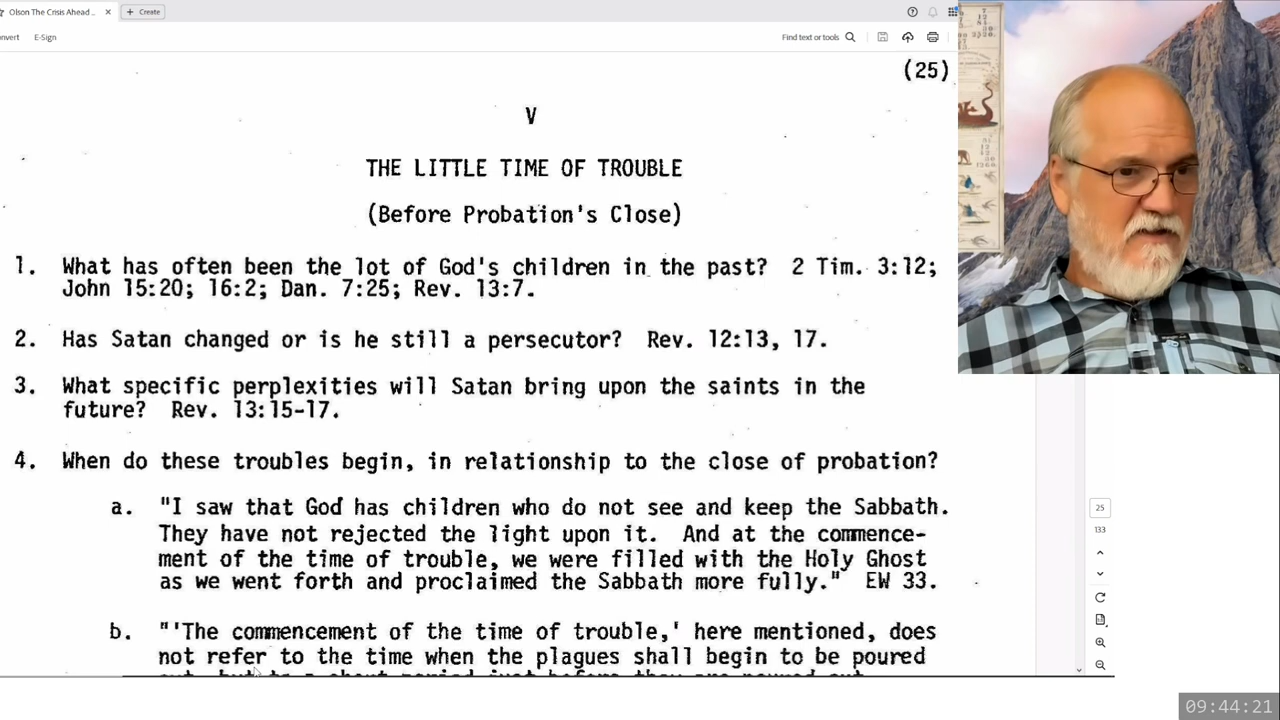 Olson The Crisis Ahead ..
Create
nvert
E-Sign
Find text or tools
(25)
V
THE LITTLE TIME OF TROUBLE
(Before Probation's Close)
1. What has often been the lot of God's children in the past? 2 Tim. 3:12;
John 15:20; 16:2; Dan. 7:25; Rev. 13:7.
2. Has Satan changed or is he still a persecutor? Rev. 12:13, 17.
3. What specific perplexities will Satan bring upon the saints in the
future? Rev. 13:15-17.
4. When do these troubles begin, in relationship to the close of probation?
a. "I saw that God has children who do not see and keep the Sabbath.
They have not rejected the light upon it. And at the commence-
ment of the time of trouble, we were filled with the Holy Ghost
as we went forth and proclaimed the Sabbath more fully." EW 33.
b. "'The commencement of the time of trouble,' here mentioned, does
not refer to the time when the plagues shall begin to be poured
25
133
09:44:21